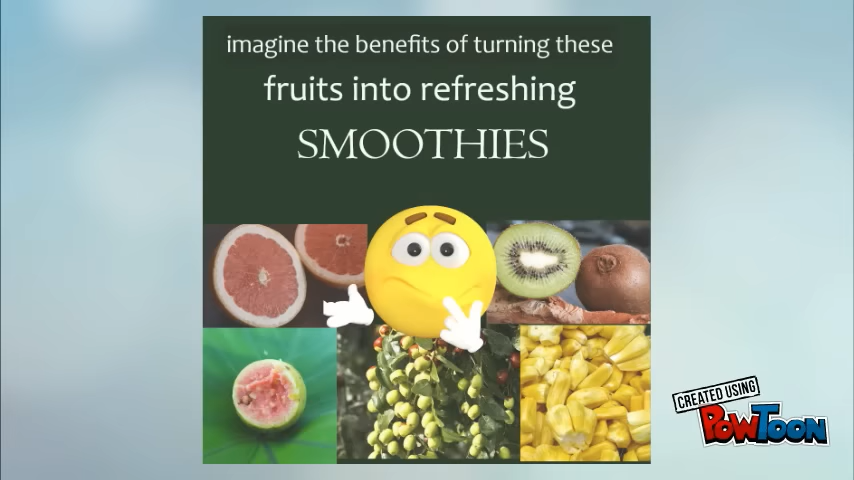 imagine the benefits of turning these
fruits into refreshing
SMOOTHIES
CREATED USING
POWTOON